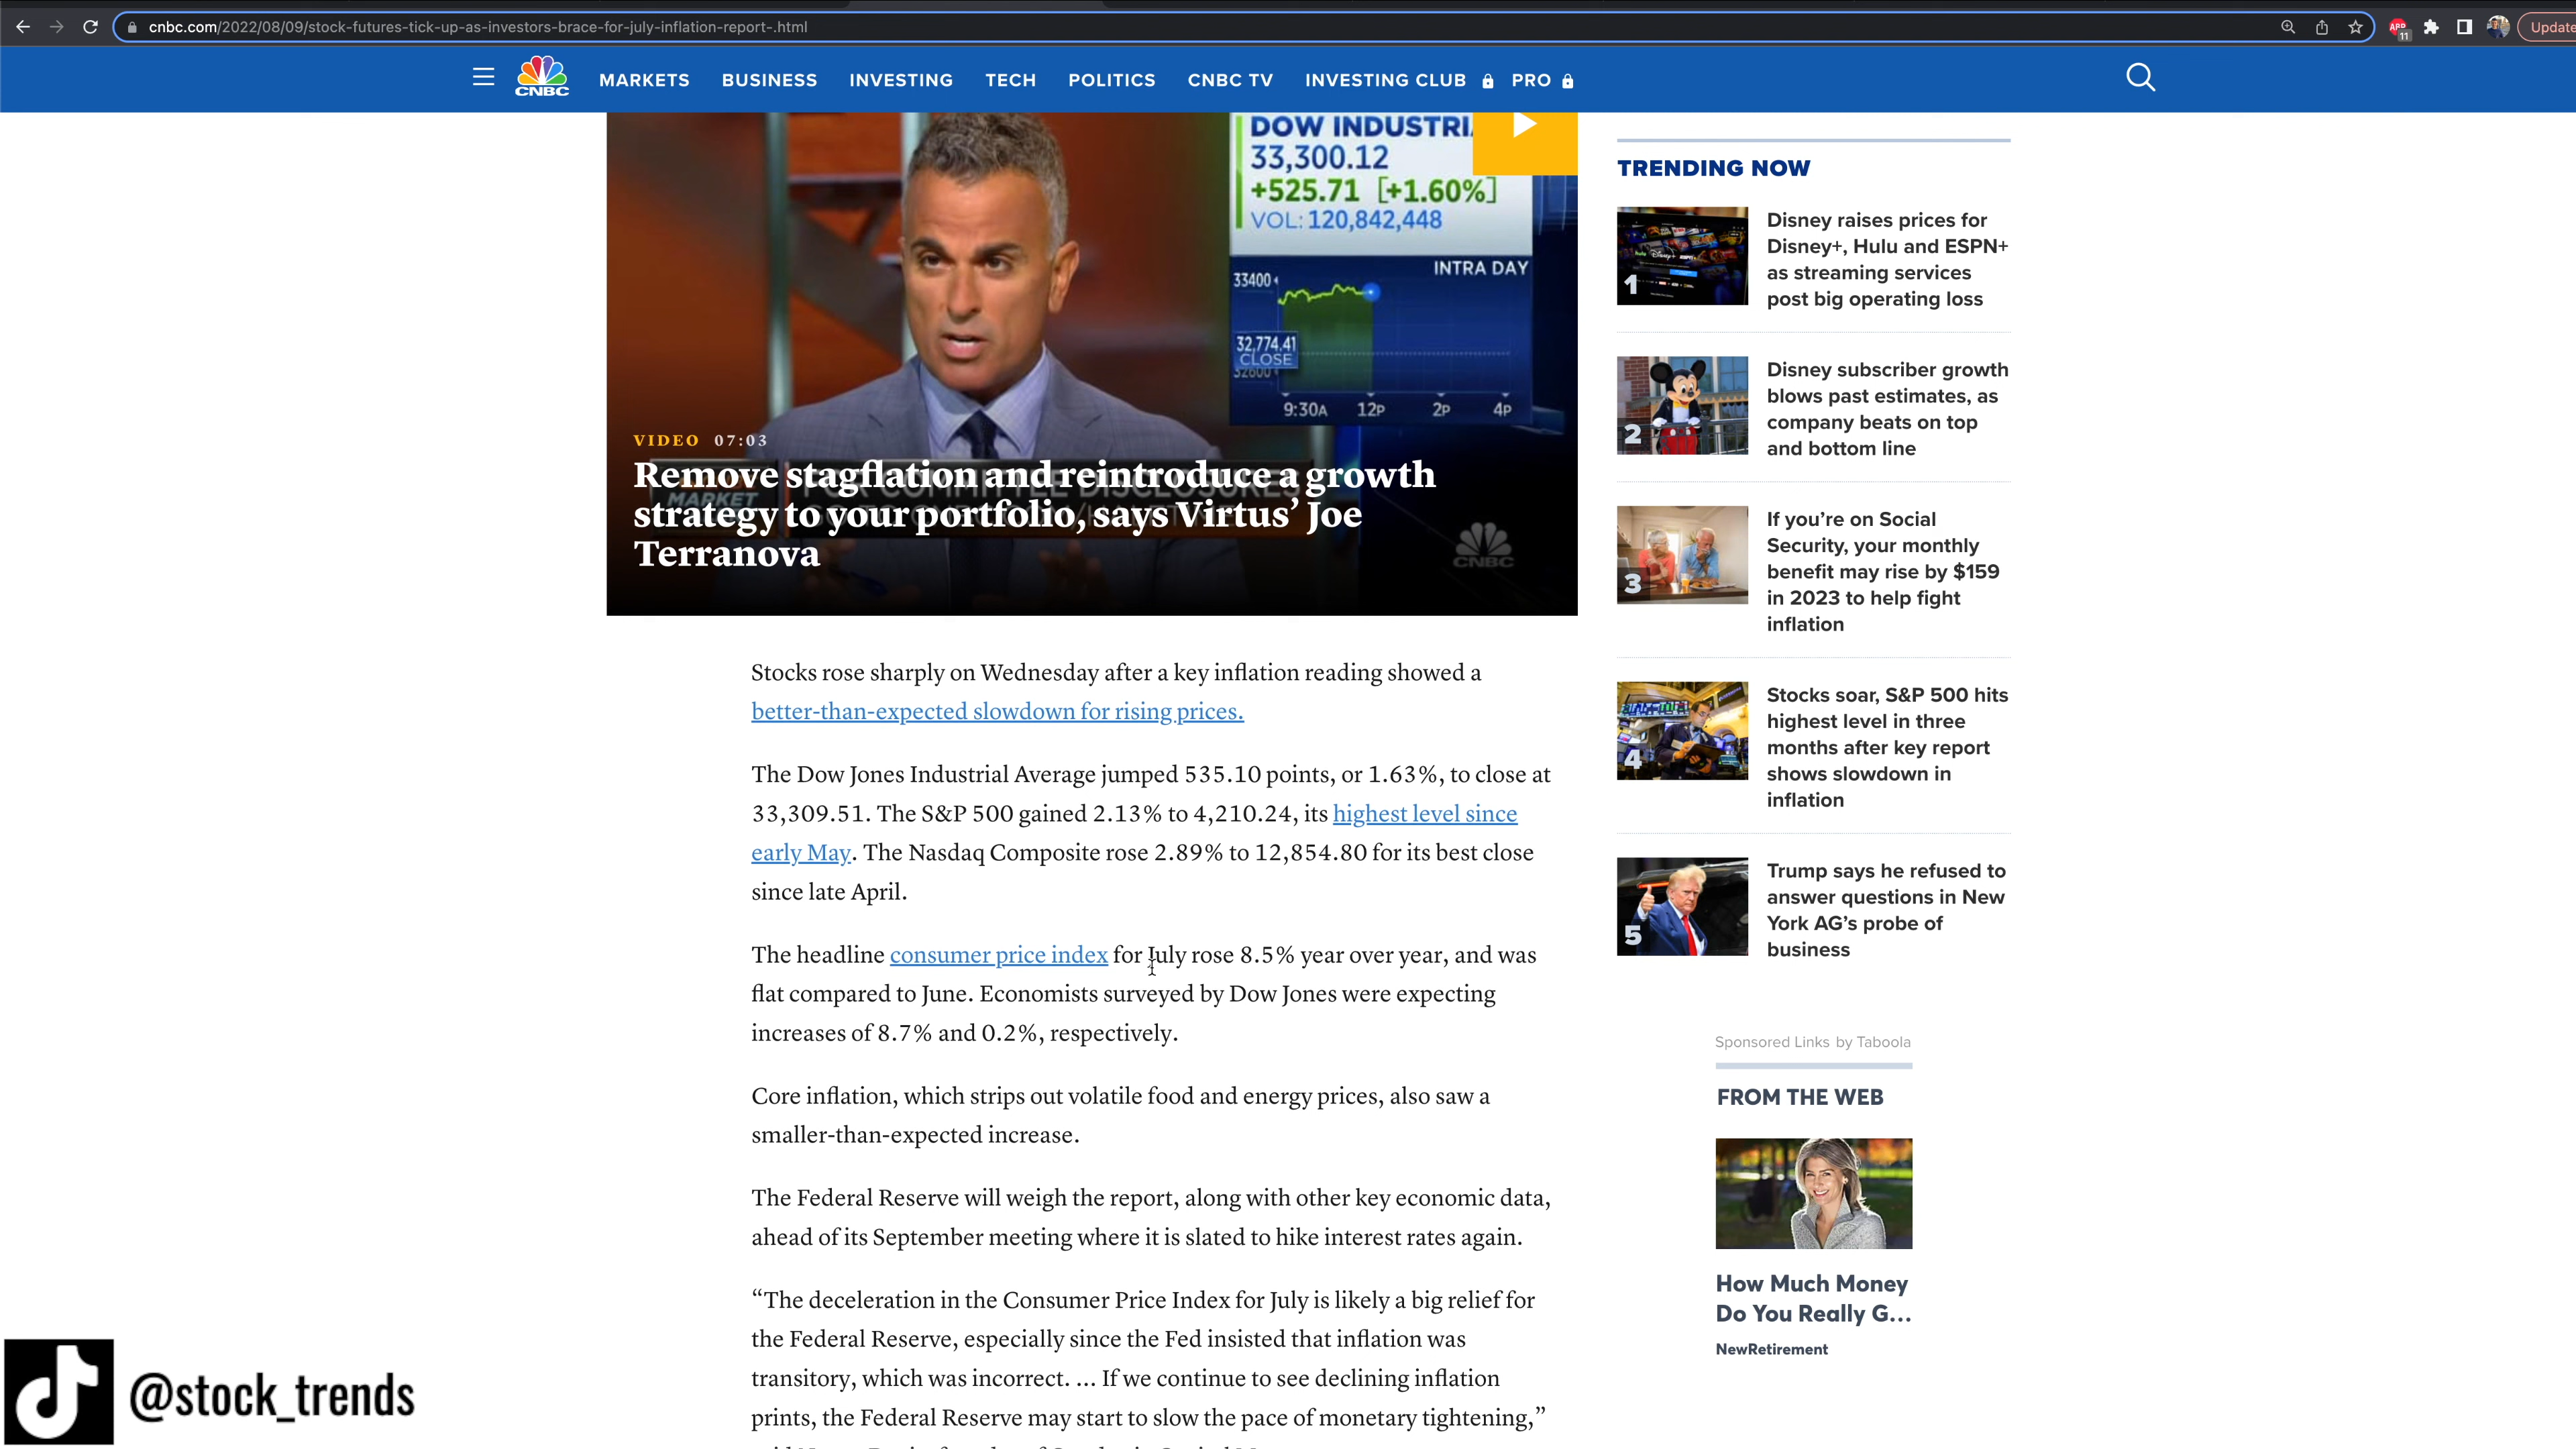 cnbc.com/2022/08/09/stock-futures-tick-up-as-investors-brace-for-july-inflation-report-.html
ABP
11
Update
CNBC
MARKETS
BUSINESS
INVESTING
TECH
POLITICS
CNBC TV
INVESTING CLUB
PRO
DOW INDUSTRI
33,300.12
+525.71 [+1.60%]
VOL: 120,842,448
INTRA DAY
33400
32,774.41
CLOSE
32600
9:30A 12P 2P 4P
VIDEO 07:03
Remove stagflation and reintroduce a growth
strategy to your portfolio, says Virtus’ Joe
Terranova
MARKET
COMMITTEE DISCLOSURES
CNBC
Stocks rose sharply on Wednesday after a key inflation reading showed a
better-than-expected slowdown for rising prices.
The Dow Jones Industrial Average jumped 535.10 points, or 1.63%, to close at
33,309.51. The S&P 500 gained 2.13% to 4,210.24, its highest level since
early May. The Nasdaq Composite rose 2.89% to 12,854.80 for its best close
since late April.
The headline consumer price index for July rose 8.5% year over year, and was
flat compared to June. Economists surveyed by Dow Jones were expecting
increases of 8.7% and 0.2%, respectively.
Core inflation, which strips out volatile food and energy prices, also saw a
smaller-than-expected increase.
The Federal Reserve will weigh the report, along with other key economic data,
ahead of its September meeting where it is slated to hike interest rates again.
“The deceleration in the Consumer Price Index for July is likely a big relief for
the Federal Reserve, especially since the Fed insisted that inflation was
transitory, which was incorrect. … If we continue to see declining inflation
prints, the Federal Reserve may start to slow the pace of monetary tightening,”
TRENDING NOW
1
Disney raises prices for
Disney+, Hulu and ESPN+
as streaming services
post big operating loss
2
Disney subscriber growth
blows past estimates, as
company beats on top
and bottom line
3
If you’re on Social
Security, your monthly
benefit may rise by $159
in 2023 to help fight
inflation
4
Stocks soar, S&P 500 hits
highest level in three
months after key report
shows slowdown in
inflation
5
Trump says he refused to
answer questions in New
York AG’s probe of
business
Sponsored Links by Taboola
FROM THE WEB
How Much Money
Do You Really G...
NewRetirement
@stock_trends